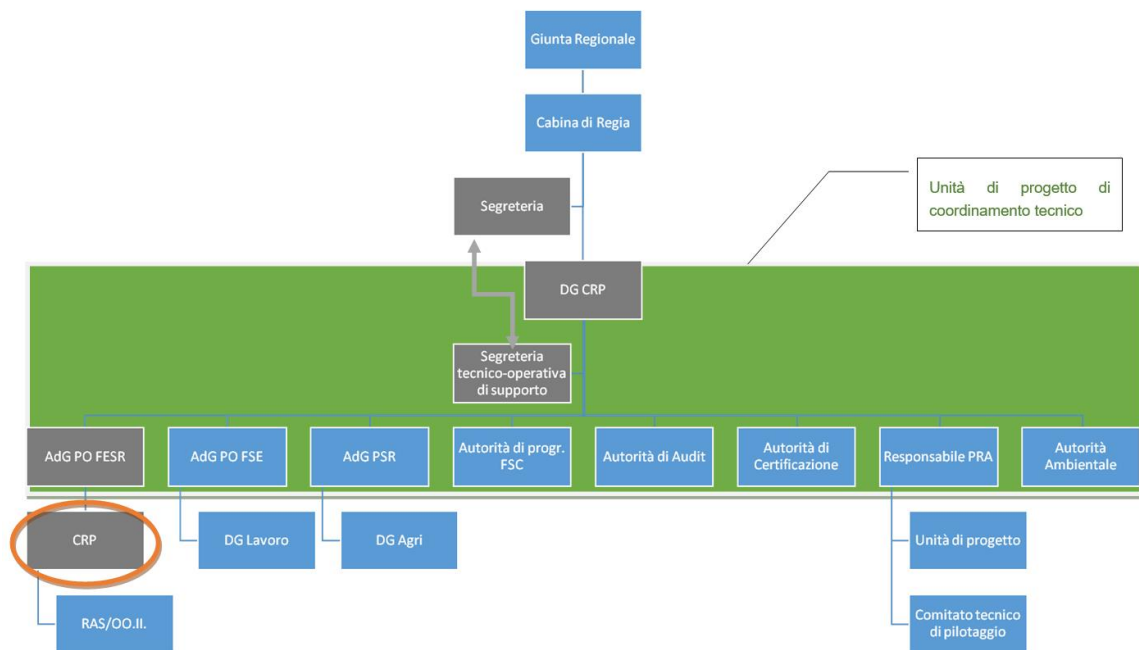 Giunta Regionale
Cabina di Regia
Segreteria
Unità di progetto di
coordinamento tecnico
DG CRP
Segreteria
tecnico-operativa
di supporto
AdG PO FESR
AdG PO FSE
AdG PSR
Autorità di progr.
FSC
Autorità di Audit
Autorità di
Certificazione
Responsabile PRA
Autorità
Ambientale
CRP
DG Lavoro
DG Agri
Unità di progetto
RAS/OO.II.
Comitato tecnico
di pilotaggio